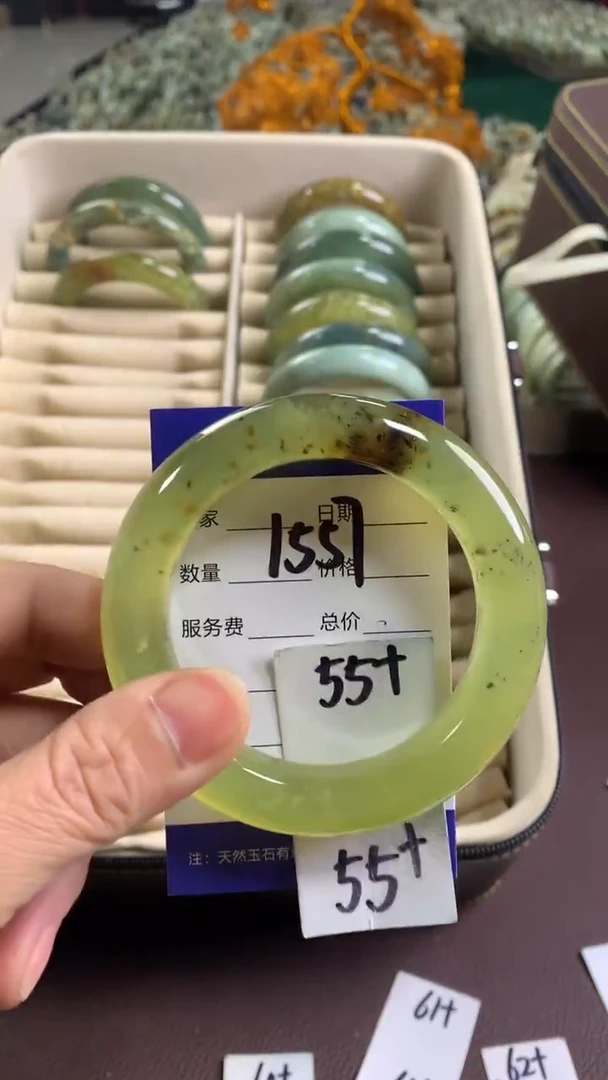 家 日期
1557
数量 价格
服务费 总价
55+
注：天然玉石有
55+
61+
62+